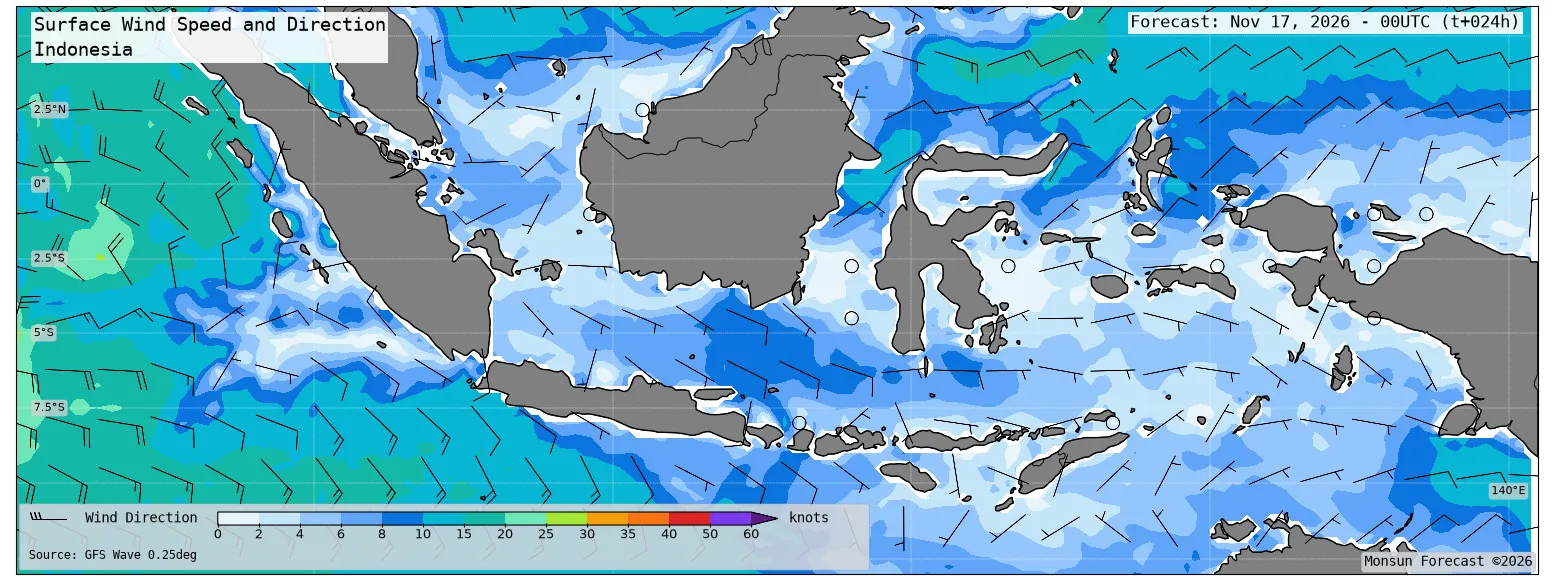 Surface Wind Speed and Direction
Indonesia
Forecast: Nov 17, 2026 - 00UTC (t+024h)
2.5°N
0°
2.5°S
5°S
7.5°S
140°E
Wind Direction
knots
0 2 4 6 8 10 15 20 25 30 35 40 50 60
Source: GFS Wave 0.25deg
Monsun Forecast ©2026